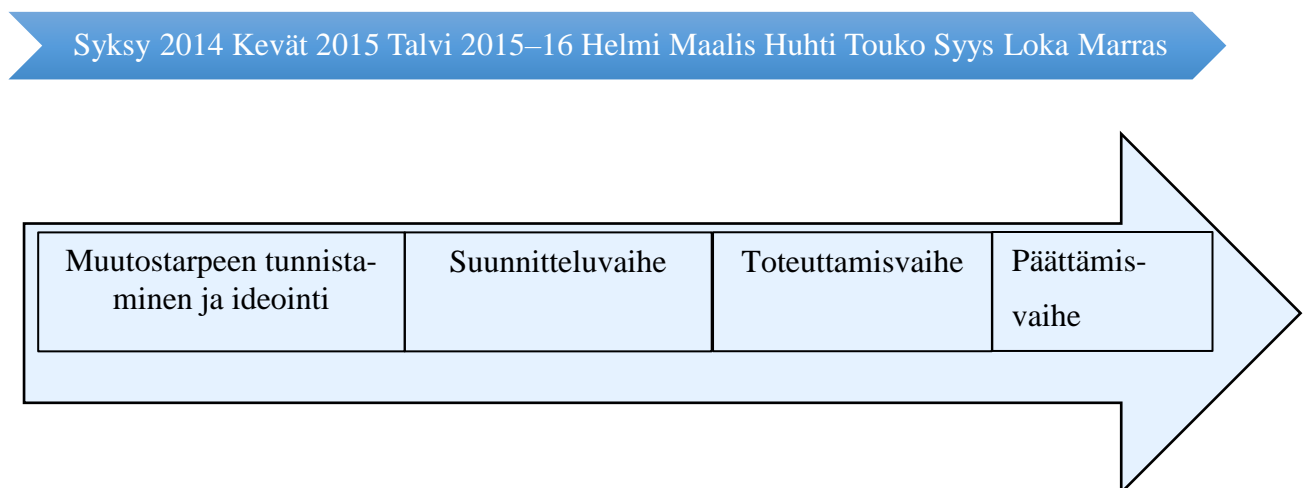 Syksy 2014 Kevät 2015 Talvi 2015–16 Helmi Maalis Huhti Touko Syys Loka Marras
Muutostarpeen tunnista-
minen ja ideointi
Suunnitteluvaihe
Toteuttamisvaihe
Päättämis-
vaihe